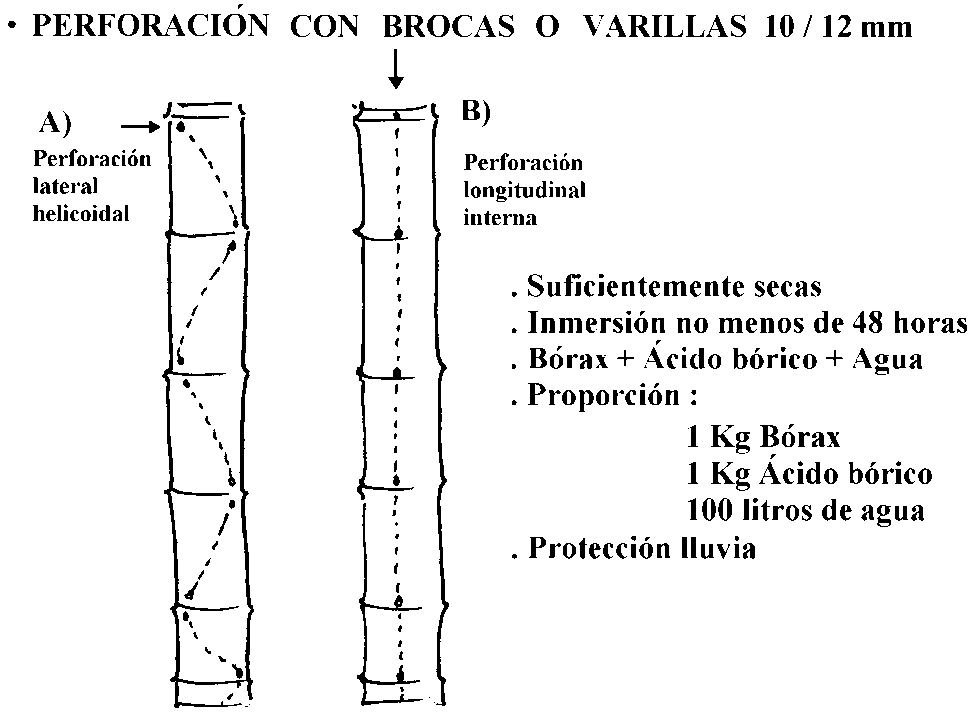 • PERFORACIÓN CON BROCAS O VARILLAS 10 / 12 mm
A)
Perforación
lateral
helicoidal
B)
Perforación
longitudinal
interna
. Suficientemente secas
. Inmersión no menos de 48 horas
. Bórax + Ácido bórico + Agua
. Proporción :
1 Kg Bórax
1 Kg Ácido bórico
100 litros de agua
. Protección lluvia